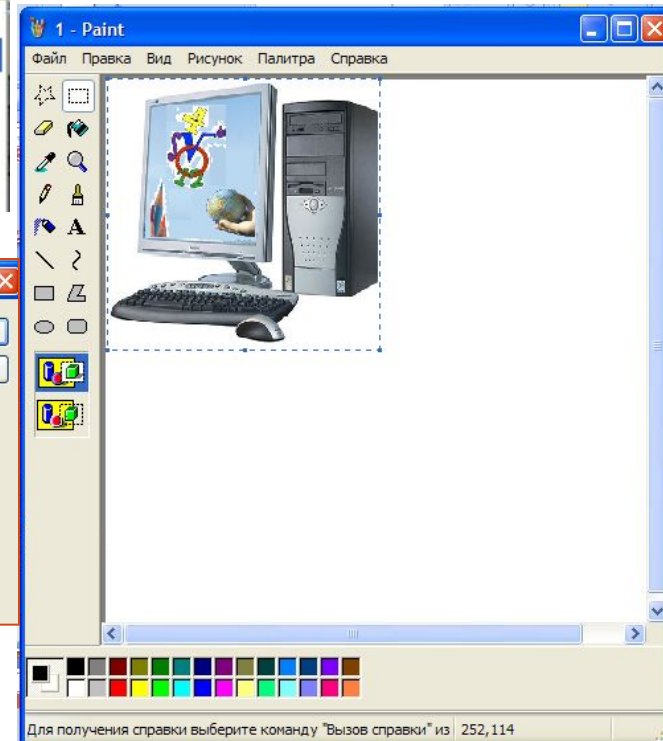 1 - Paint
Файл Правка Вид Рисунок Палитра Справка
A
Для получения справки выберите команду "Вызов справки" из 252,114